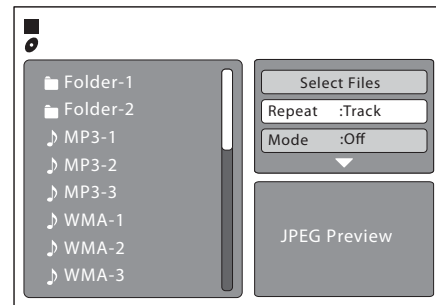 Folder-1
Folder-2
MP3-1
MP3-2
MP3-3
WMA-1
WMA-2
WMA-3
Select Files
Repeat :Track
Mode :Off
JPEG Preview